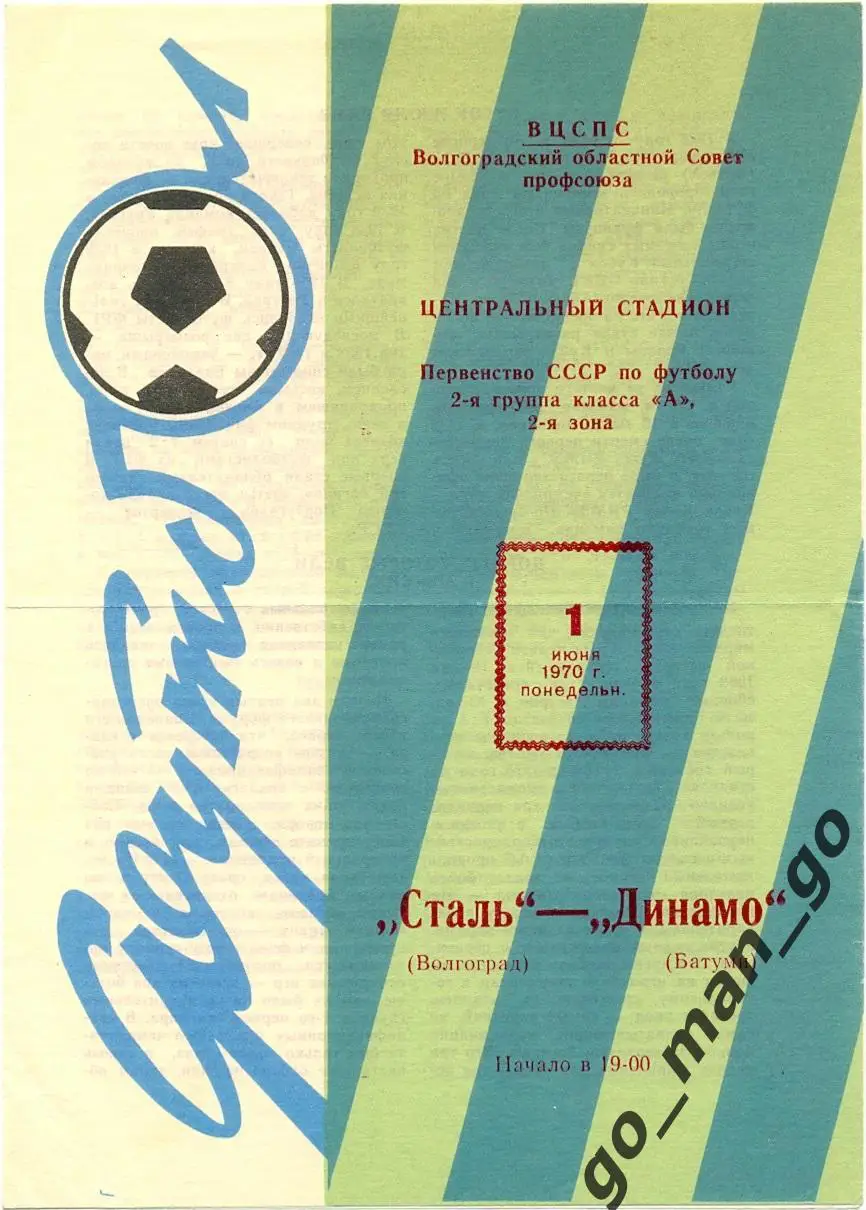 футбол
ВЦСПС
Волгоградский областной Совет
профсоюза
ЦЕНТРАЛЬНЫЙ СТАДИОН
Первенство СССР по футболу
2-я группа класса «А»,
2-я зона
1
июня
1970 г.
понедельн.
„Сталь“—„Динамо“
(Волгоград) (Батуми)
Начало в 19-00
go_man_go